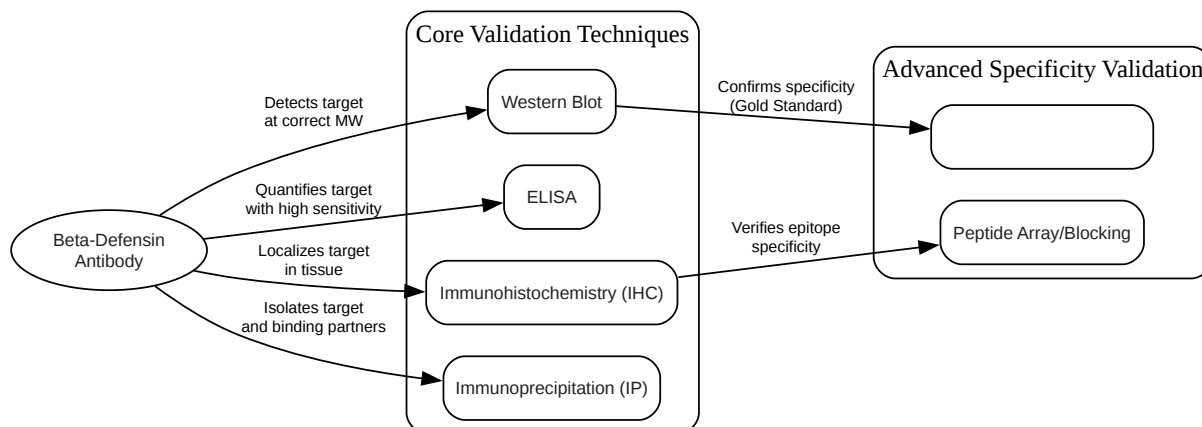 Core Validation Techniques
Advanced Specificity Validation
Western Blot
Confirms specificity
(Gold Standard)
Detects target
at correct MW
Quantifies target
with high sensitivity
ELISA
Verifies epitope
specificity
Peptide Array/Blocking
Beta-Defensin
Antibody
Localizes target
in tissue
Immunohistochemistry (IHC)
Isolates target
and binding partners
Immunoprecipitation (IP)